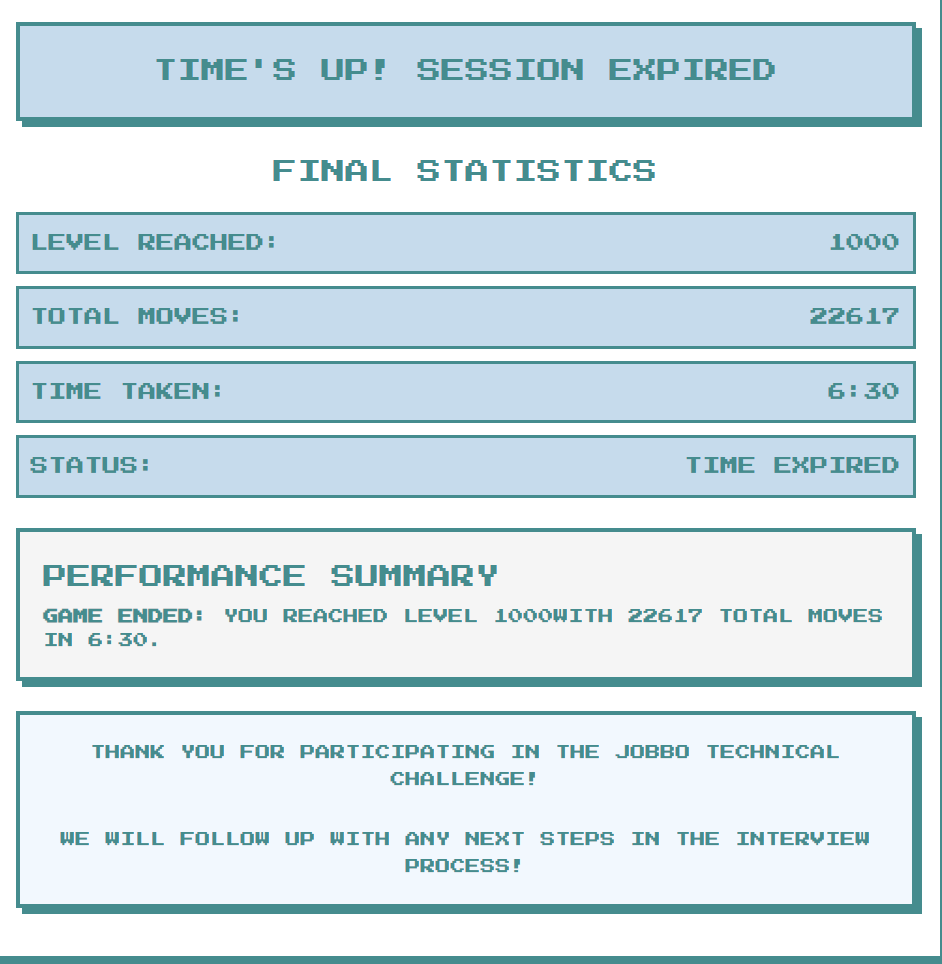 TIME'S UP! SESSION EXPIRED
FINAL STATISTICS
LEVEL REACHED: 1000
TOTAL MOVES: 22617
TIME TAKEN: 6:30
STATUS: TIME EXPIRED
PERFORMANCE SUMMARY
GAME ENDED: YOU REACHED LEVEL 1000WITH 22617 TOTAL MOVES
IN 6:30.
THANK YOU FOR PARTICIPATING IN THE JOBBO TECHNICAL
CHALLENGE!
WE WILL FOLLOW UP WITH ANY NEXT STEPS IN THE INTERVIEW
PROCESS!